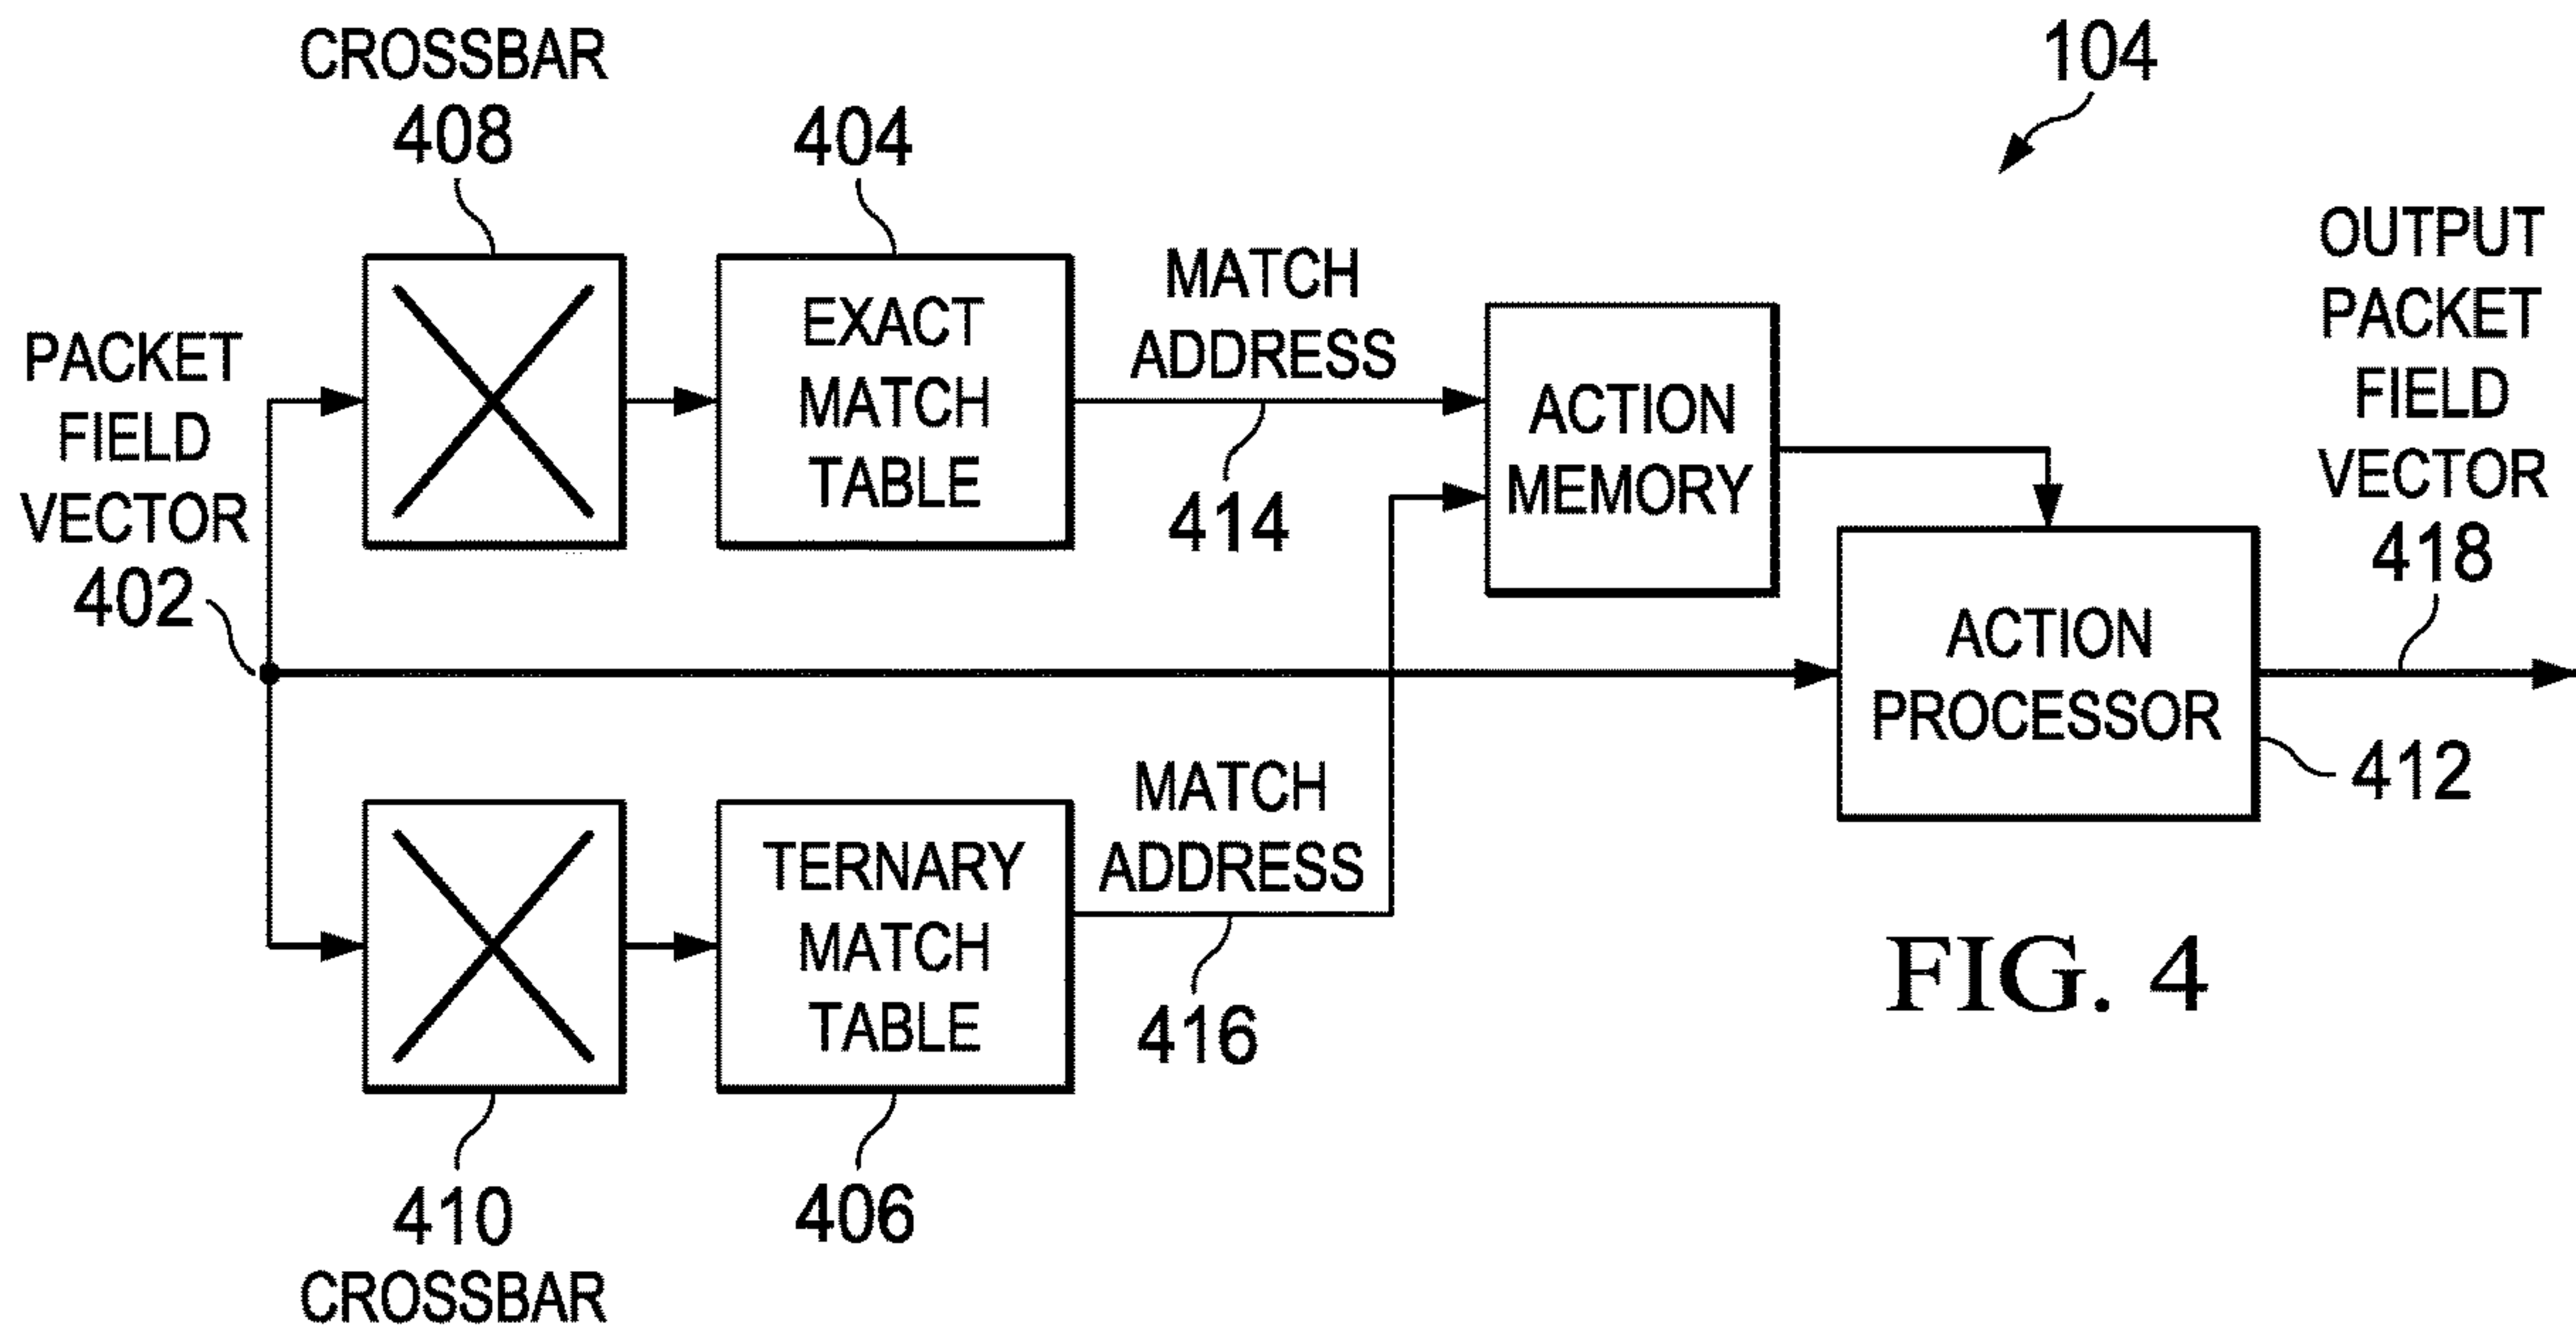 CROSSBAR
408
404
104
PACKET
FIELD
VECTOR
402
EXACT
MATCH
TABLE
MATCH
ADDRESS
414
ACTION
MEMORY
OUTPUT
PACKET
FIELD
VECTOR
418
ACTION
PROCESSOR
412
TERNARY
MATCH
TABLE
MATCH
ADDRESS
416
410
CROSSBAR
406
FIG. 4